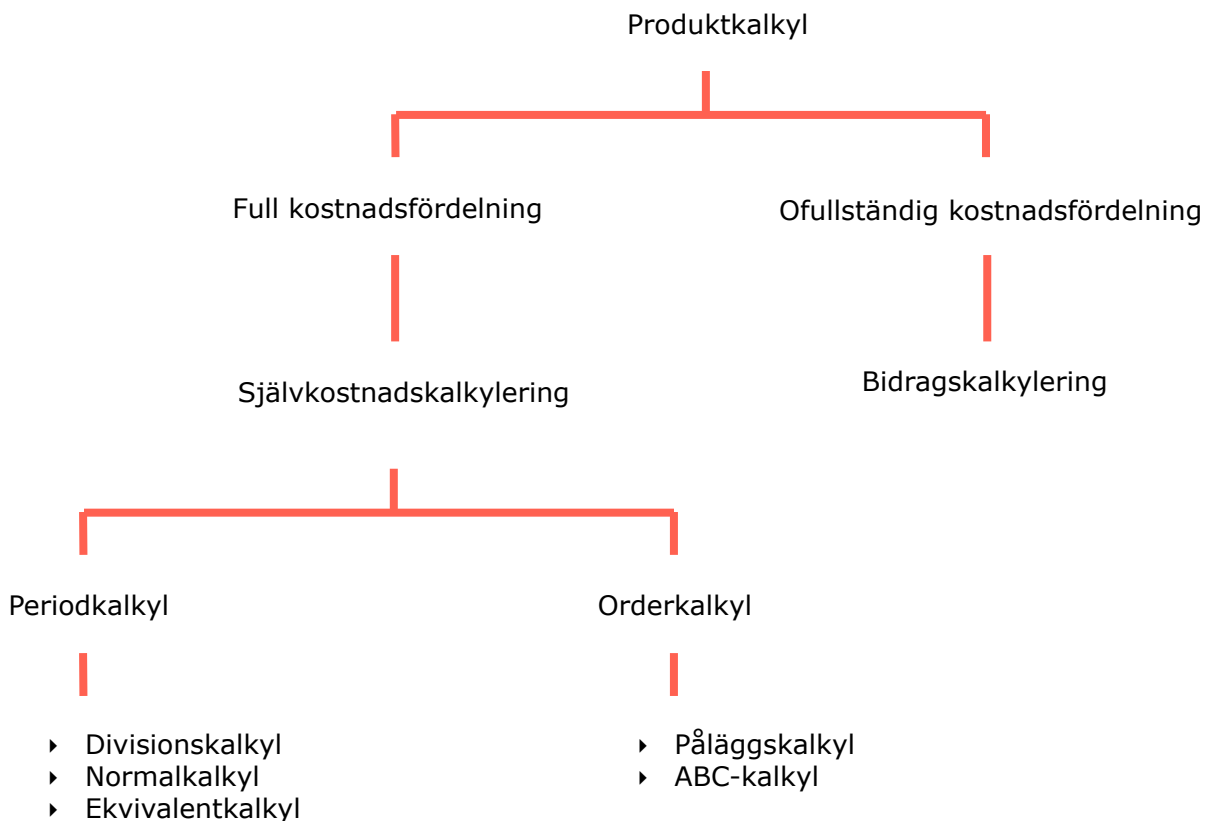 Produktkalkyl
Full kostnadsfördelning
Ofullständig kostnadsfördelning
Självkostnadskalkylering
Bidragskalkylering
Periodkalkyl
Orderkalkyl
‣ Divisionskalkyl
‣ Normalkalkyl
‣ Ekvivalentkalkyl
‣ Påläggskalkyl
‣ ABC-kalkyl